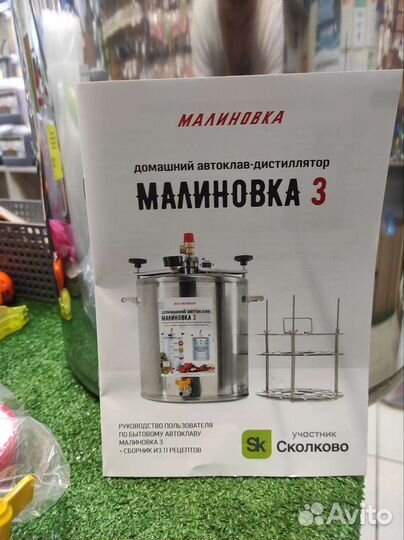 МАЛИНОВКА
домашний автоклав-дистиллятор
МАЛИНОВКА 3
МАЛИНОВКА
ДОМАШНИЙ АВТОКЛАВ
МАЛИНОВКА 3
РУКОВОДСТВО ПОЛЬЗОВАТЕЛЯ
ПО БЫТОВОМУ АВТОКЛАВУ
МАЛИНОВКА 3
+ СБОРНИК ИЗ 11 РЕЦЕПТОВ
Sk
участник
Сколково
Avito